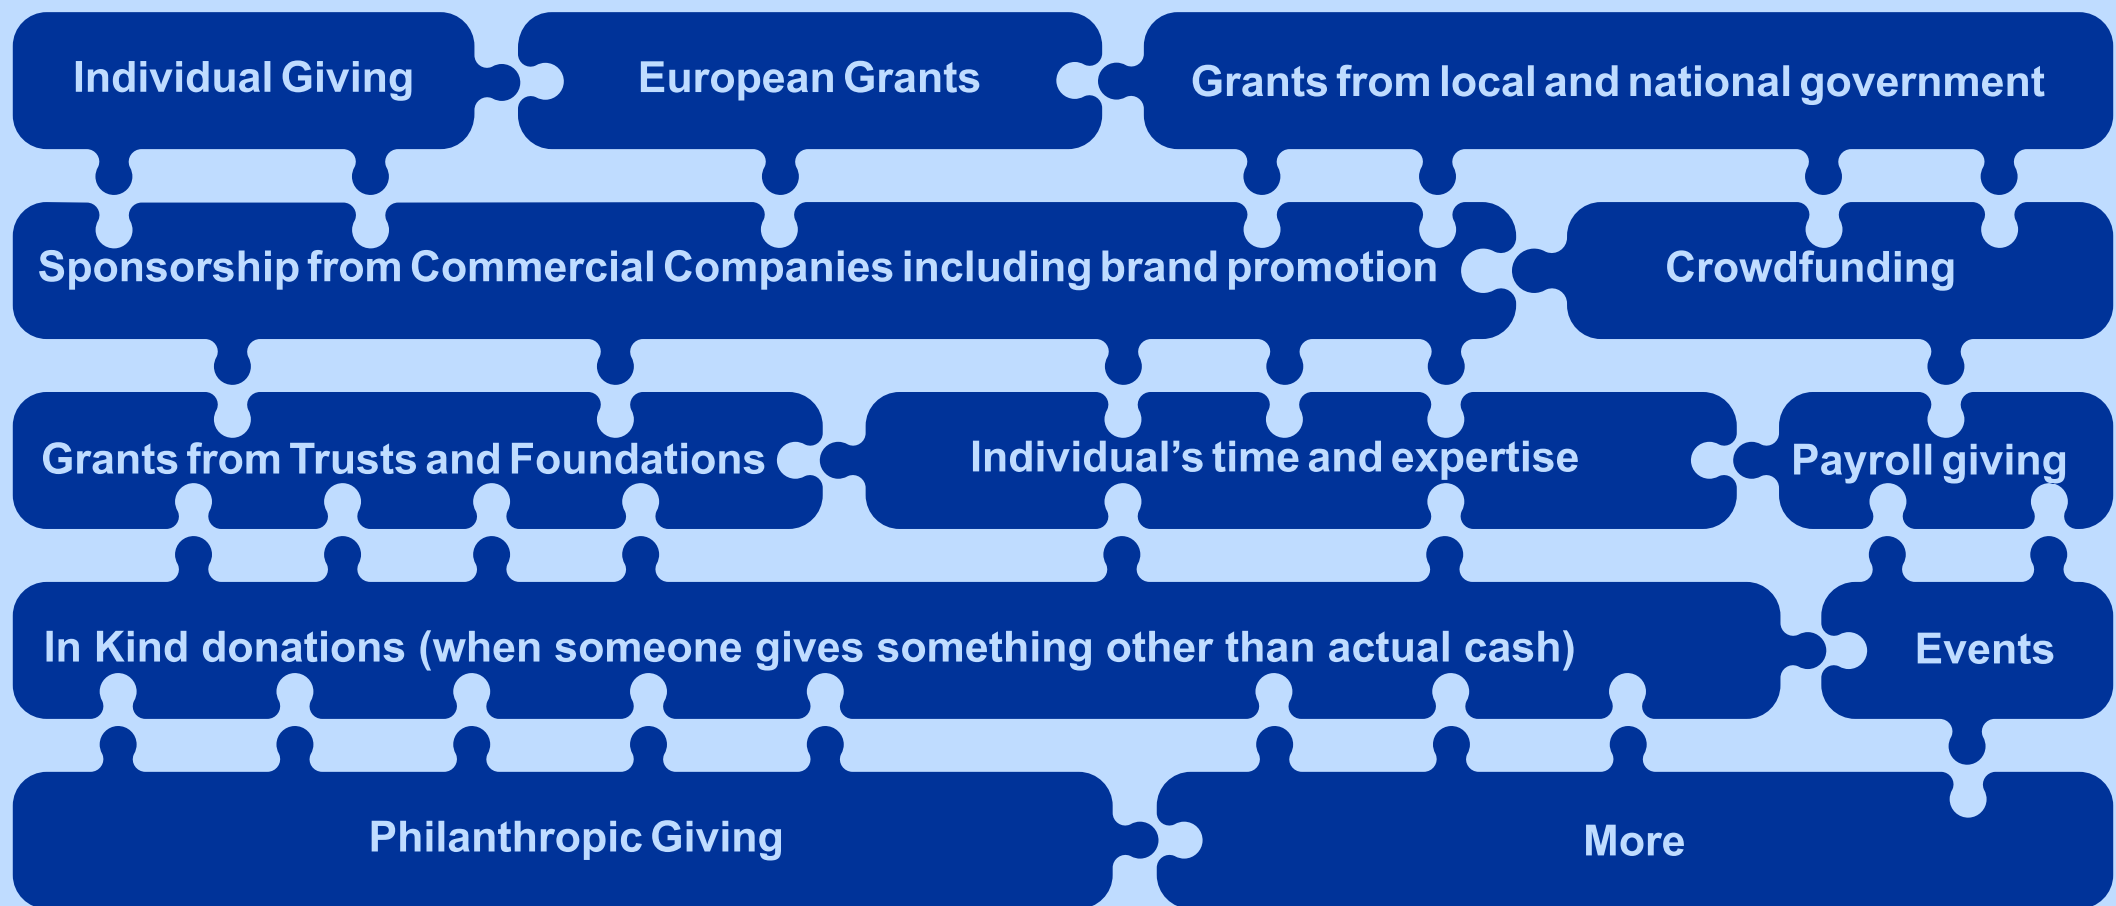 Individual Giving
European Grants
Grants from local and national government
Sponsorship from Commercial Companies including brand promotion
Crowdfunding
Grants from Trusts and Foundations
Individual’s time and expertise
Payroll giving
In Kind donations (when someone gives something other than actual cash)
Events
Philanthropic Giving
More